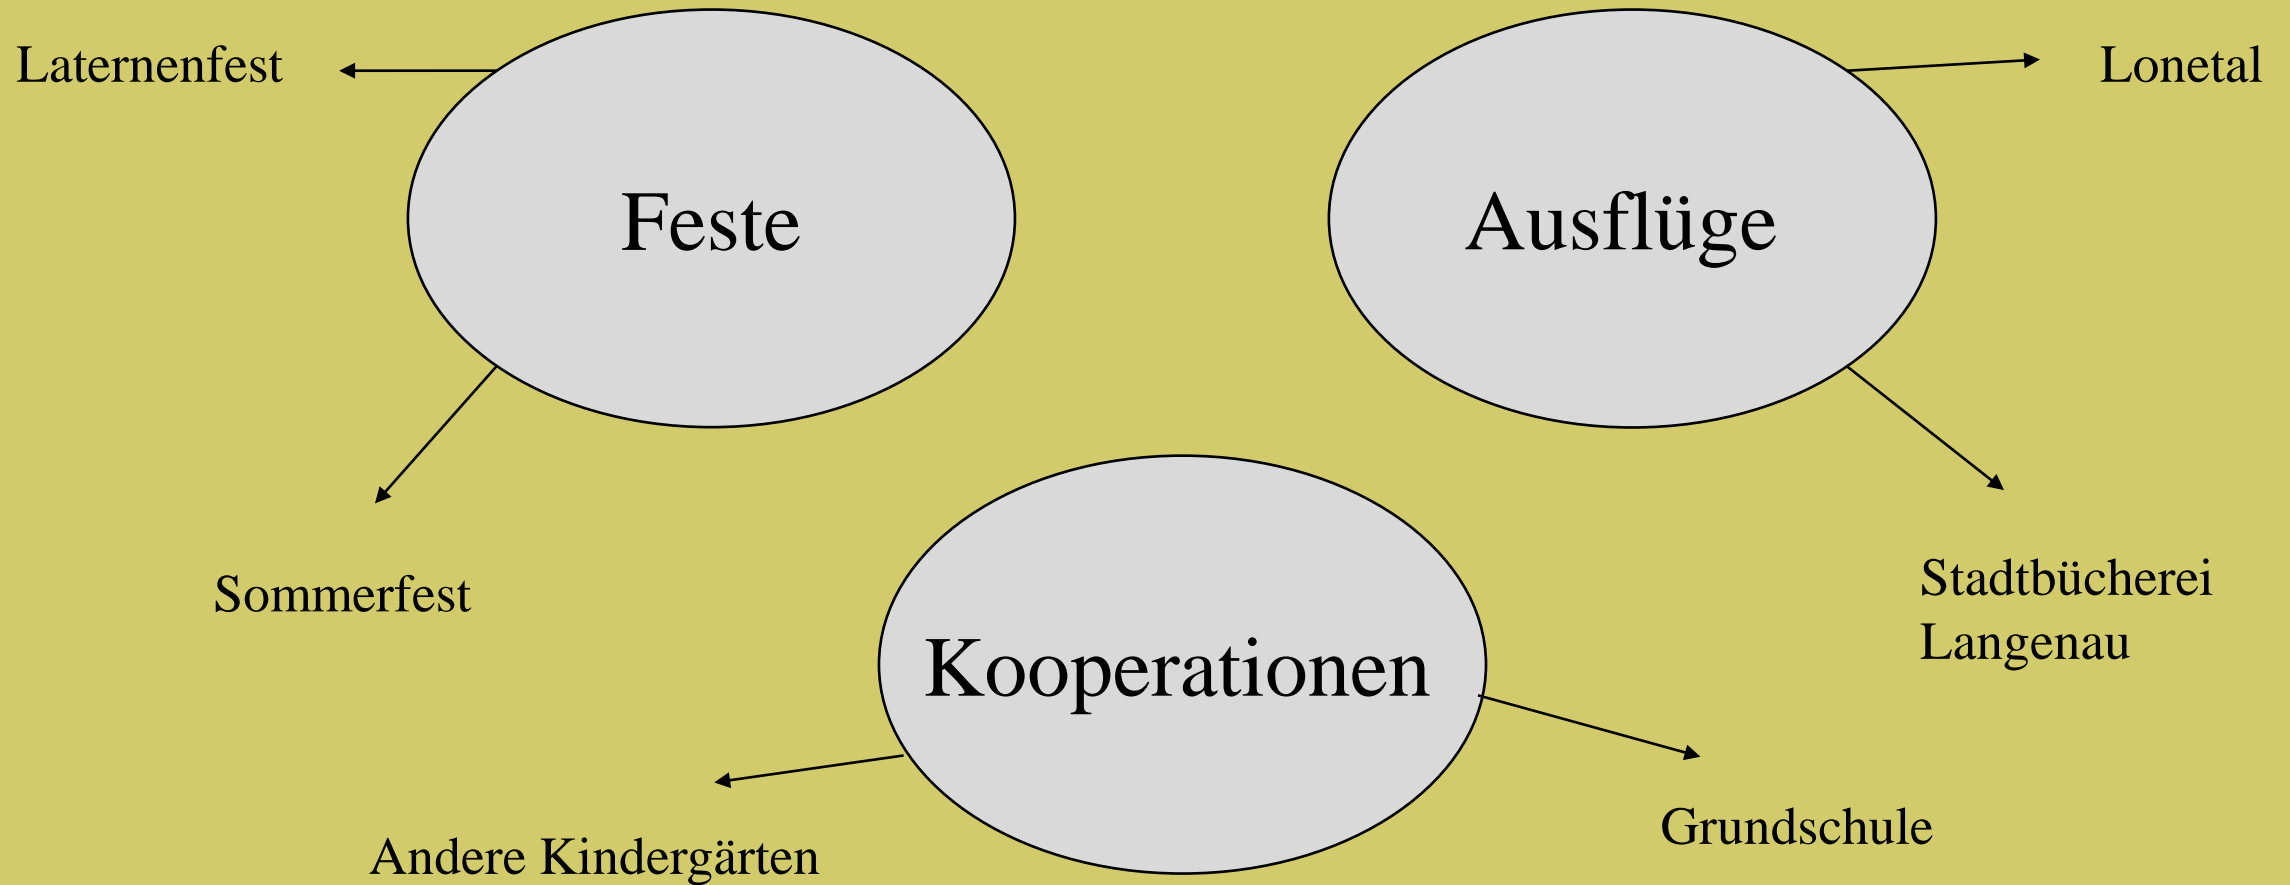 Laternenfest
Lonetal
Feste
Ausflüge
Sommerfest
Stadtbücherei
Langenau
Kooperationen
Andere Kindergärten
Grundschule